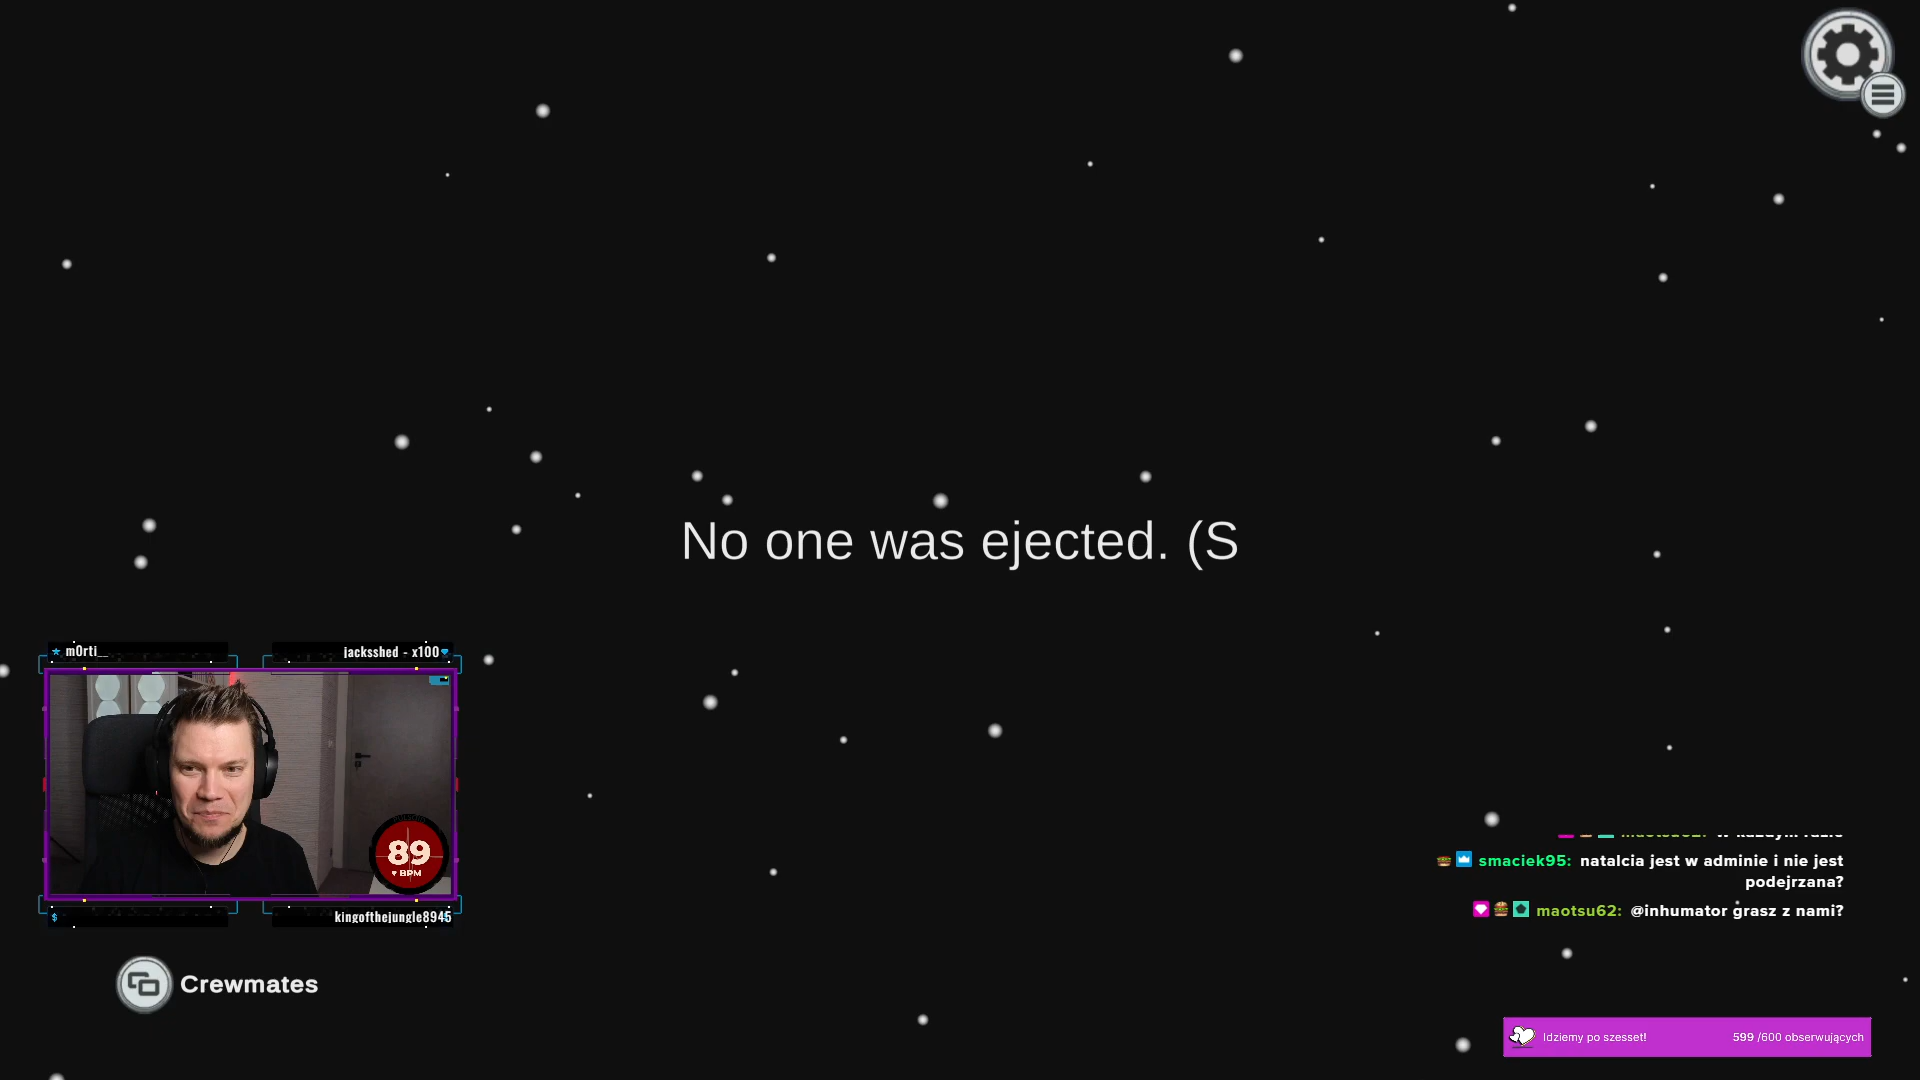 No one was ejected. (S
m0rti__
jacksshed - x100
89
BPM
$
kingofthejungle8945
Crewmates
smaciek95: natalcia jest w adminie i nie jest
podejrzana?
maotsu62: @inhumator grasz z nami?
Idziemy po szesset!
599 /600 obserwujących